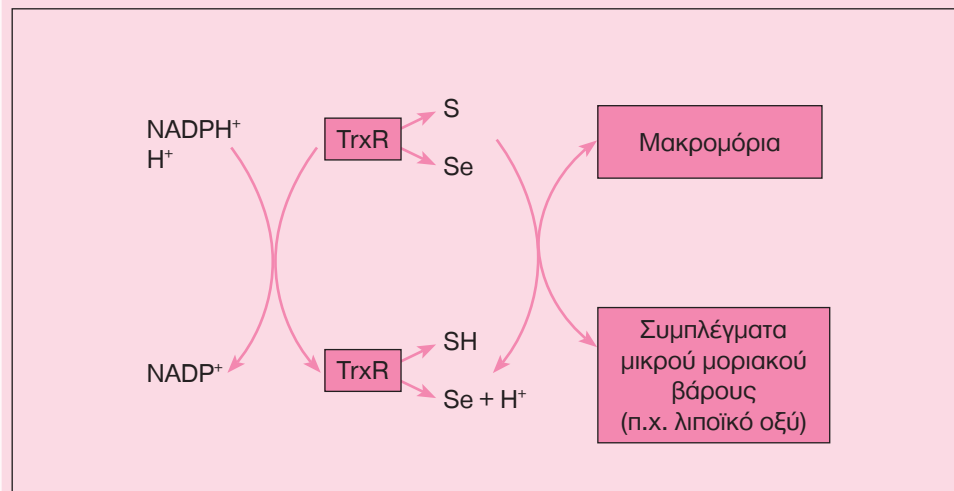 NADPH⁺
H⁺
TrxR
S
Se
Μακρομόρια
NADP⁺
TrxR
SH
Se + H⁺
Συμπλέγματα
μικρού μοριακού
βάρους
(π.χ. λιποϊκό οξύ)